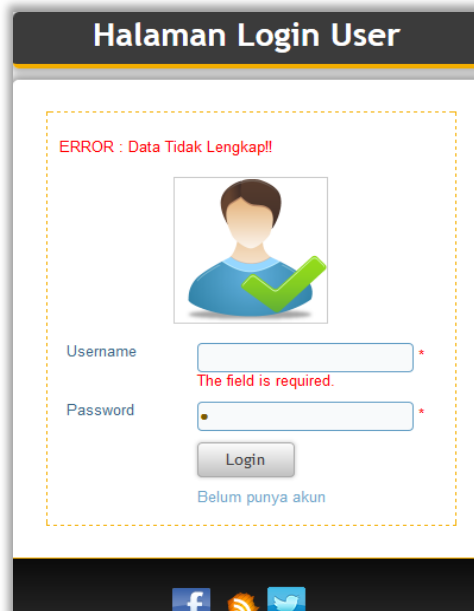 Halaman Login User
ERROR : Data Tidak Lengkap!!
Username *
The field is required.
Password *
Login
Belum punya akun